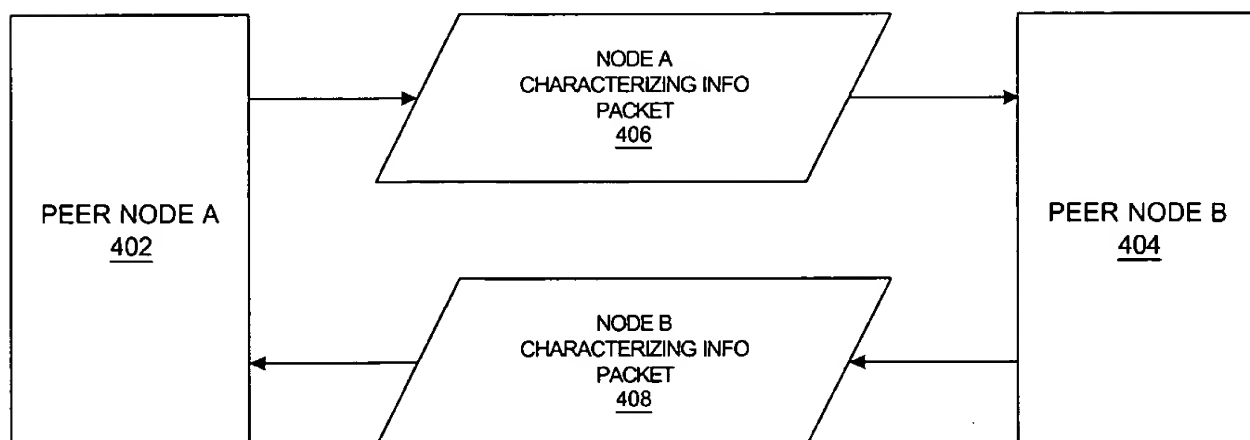 NODE A
CHARACTERIZING INFO
PACKET
406
PEER NODE A
402
PEER NODE B
404
NODE B
CHARACTERIZING INFO
PACKET
408